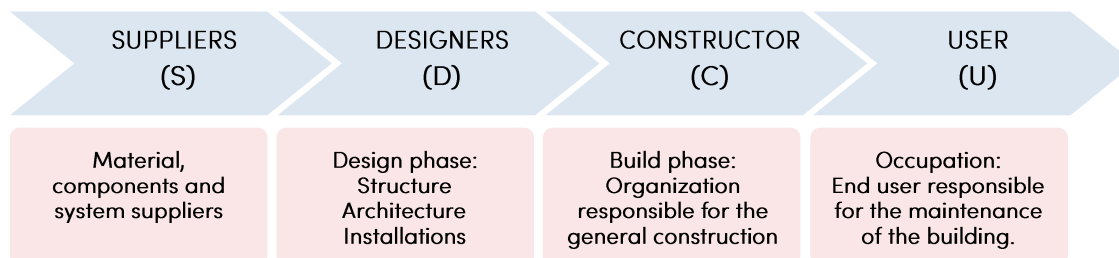 SUPPLIERS
(S)
DESIGNERS
(D)
CONSTRUCTOR
(C)
USER
(U)
Material,
components and
system suppliers
Design phase:
Structure
Architecture
Installations
Build phase:
Organization
responsible for the
general construction
Occupation:
End user responsible
for the maintenance
of the building.